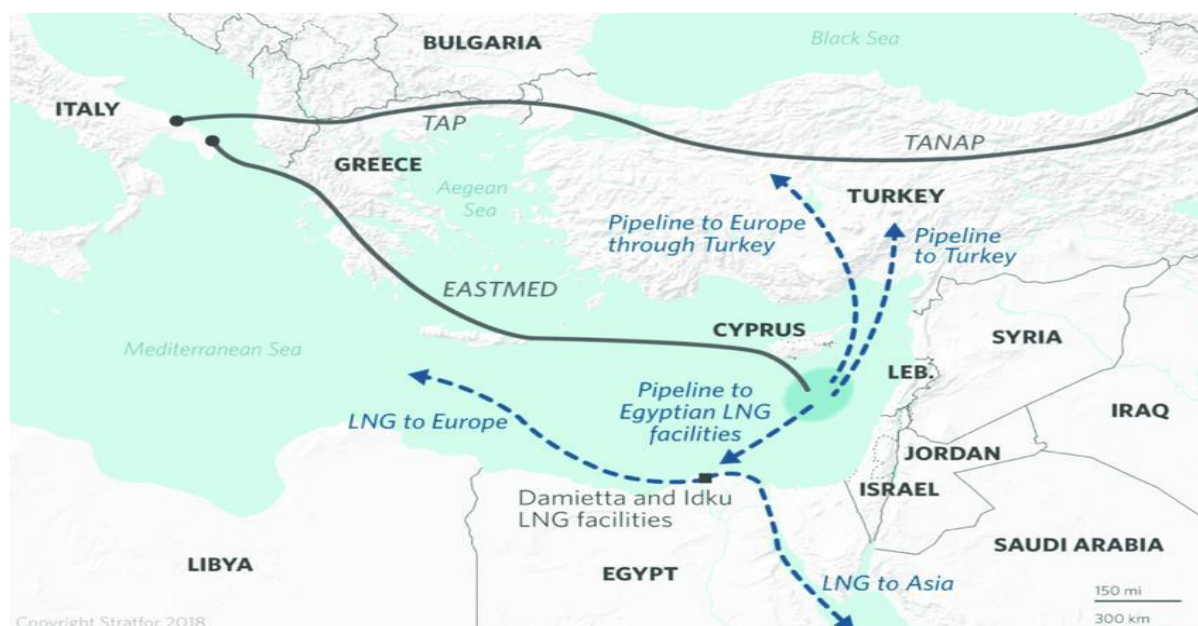 BULGARIA
Black Sea
ITALY
TAP
TANAP
GREECE
Aegean
Sea
TURKEY
Pipeline to Europe
through Turkey
Pipeline
to Turkey
EASTMED
CYPRUS
SYRIA
Mediterranean Sea
LEB.
Pipeline to
Egyptian LNG
facilities
IRAQ
LNG to Europe
JORDAN
ISRAEL
Damietta and Idku
LNG facilities
SAUDI ARABIA
LIBYA
EGYPT
LNG to Asia
150 mi
300 km
Copyright Stratfor 2018